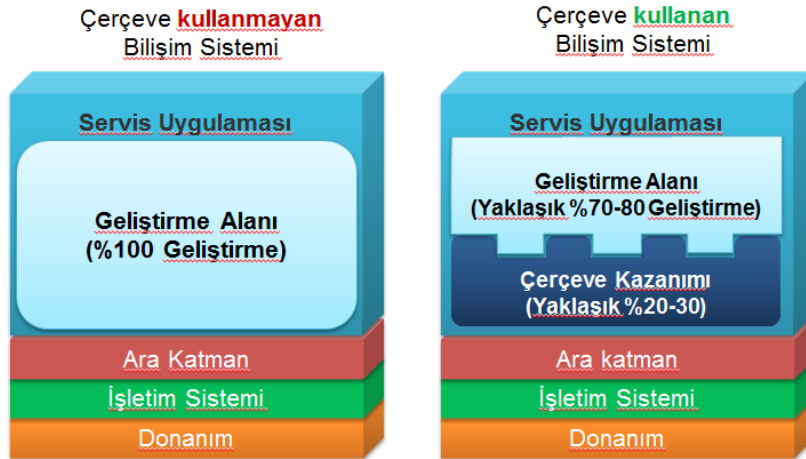 Çerçeve kullanmayan
Bilişim Sistemi
Servis Uygulaması
Geliştirme Alanı
(%100 Geliştirme)
Ara Katman
İşletim Sistemi
Donanım
Çerçeve kullanan
Bilişim Sistemi
Servis Uygulaması
Geliştirme Alanı
(Yaklaşık %70-80 Geliştirme)
Çerçeve Kazanımı
(Yaklaşık %20-30)
Ara katman
İşletim Sistemi
Donanım